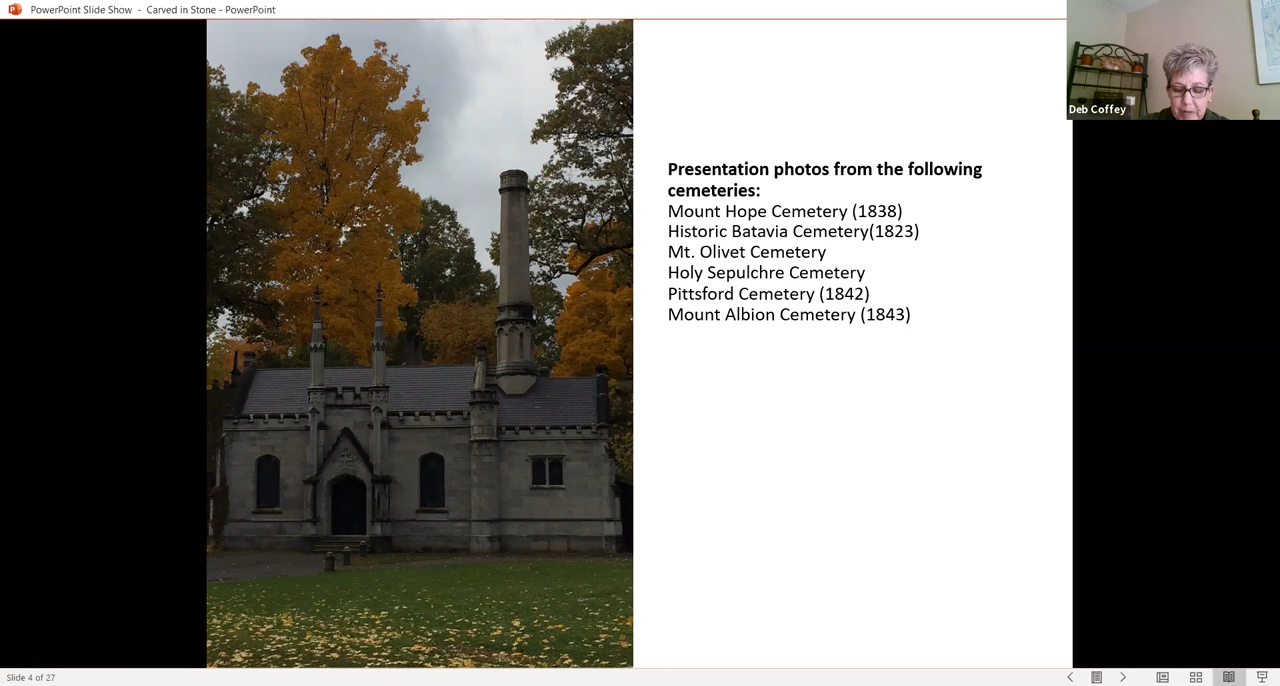 PowerPoint Slide Show - Carved in Stone - PowerPoint
Deb Coffey
Presentation photos from the following
cemeteries:
Mount Hope Cemetery (1838)
Historic Batavia Cemetery(1823)
Mt. Olivet Cemetery
Holy Sepulchre Cemetery
Pittsford Cemetery (1842)
Mount Albion Cemetery (1843)
Slide 4 of 27